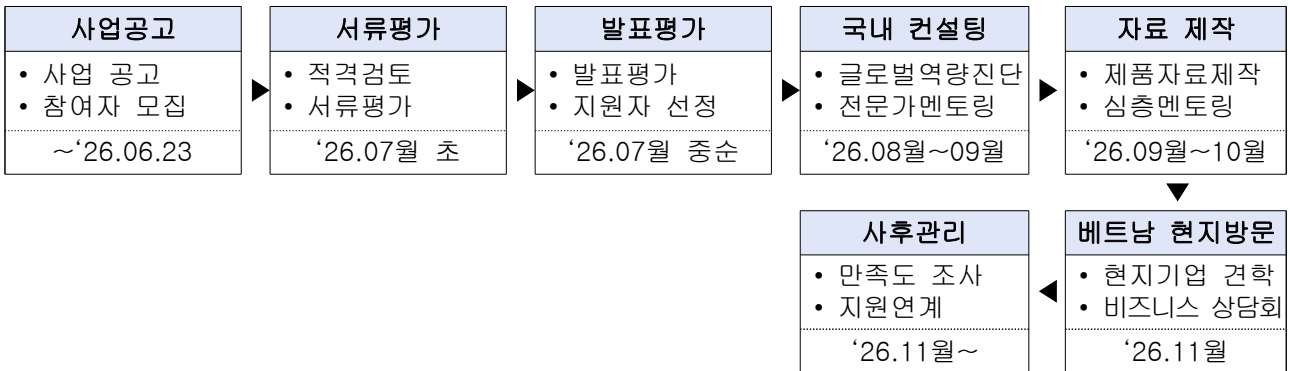 사업공고
• 사업 공고
• 참여자 모집
~‘26.06.23
서류평가
• 적격검토
• 서류평가
‘26.07월 초
발표평가
• 발표평가
• 지원자 선정
‘26.07월 중순
국내 컨설팅
• 글로벌역량진단
• 전문가멘토링
‘26.08월~09월
자료 제작
• 제품자료제작
• 심층멘토링
‘26.09월~10월
베트남 현지방문
• 현지기업 견학
• 비즈니스 상담회
‘26.11월
사후관리
• 만족도 조사
• 지원연계
‘26.11월~